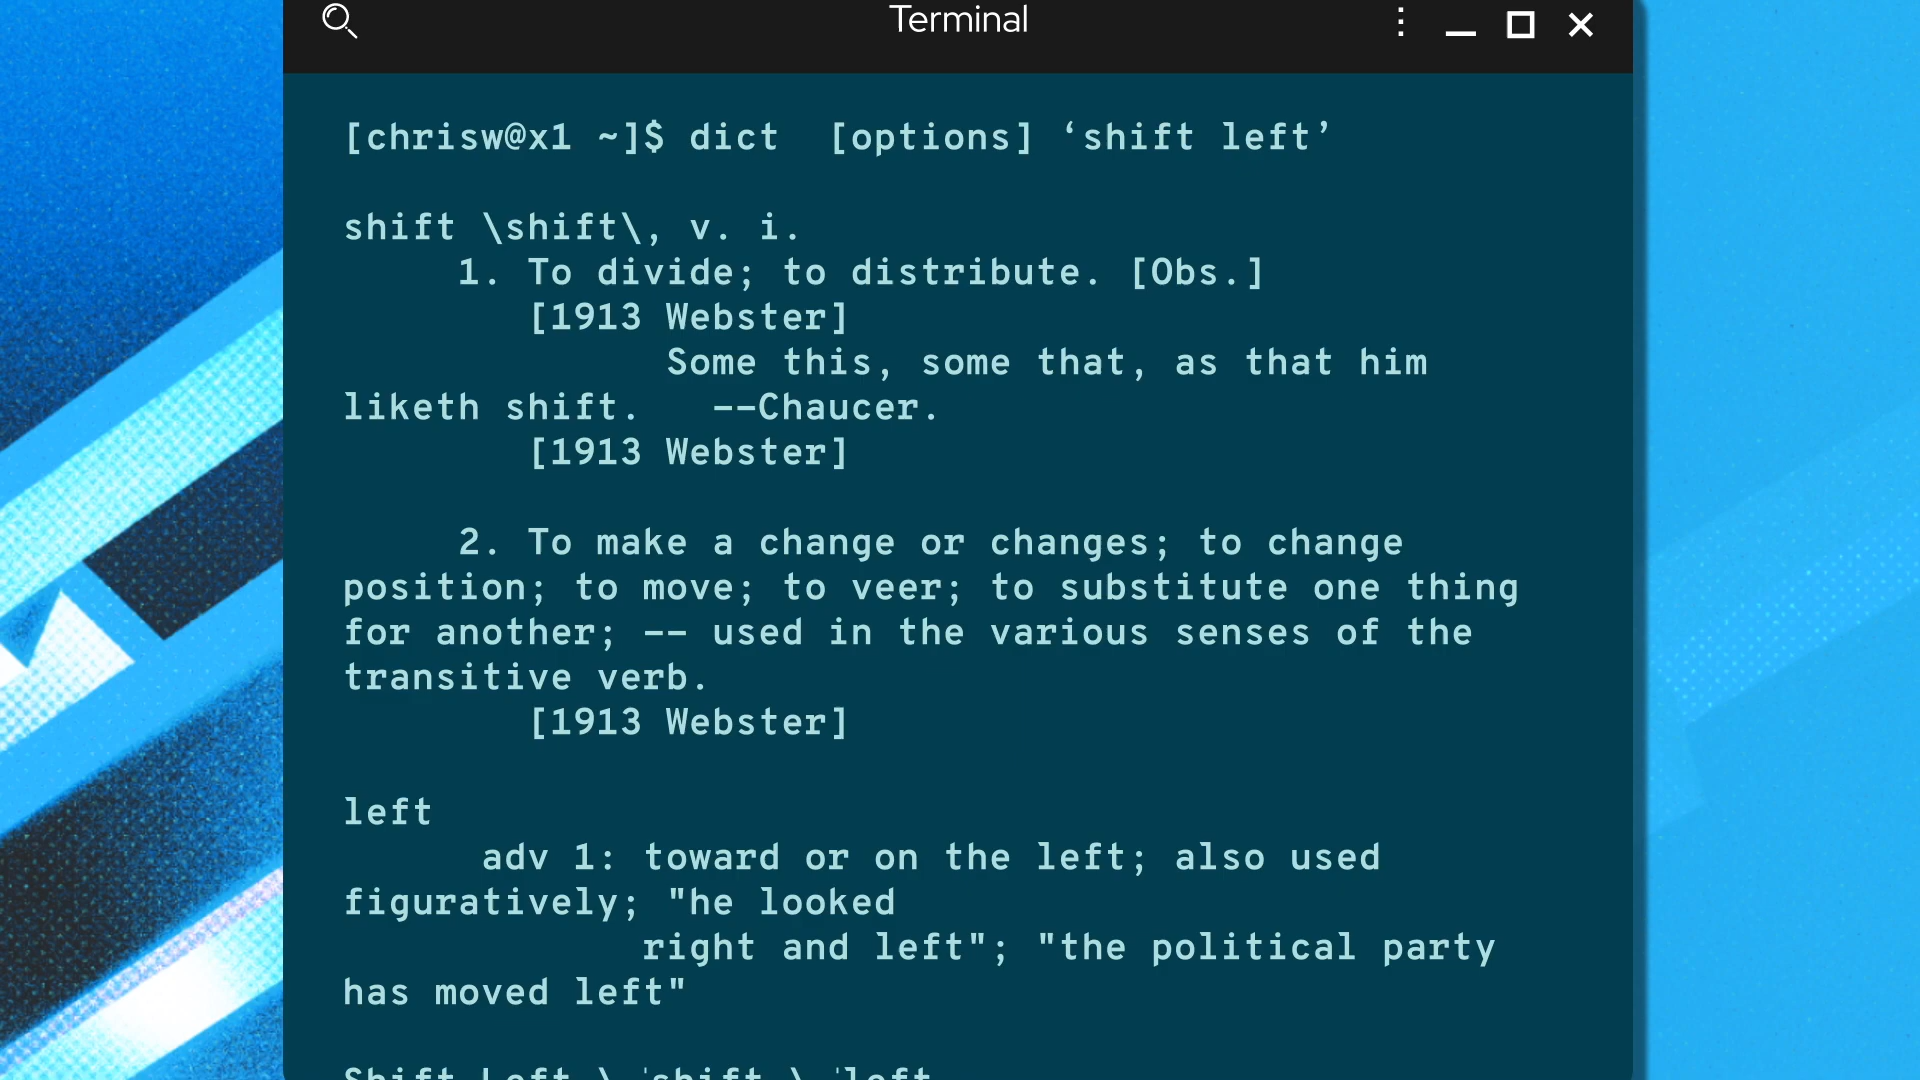 Terminal
[chrisw@x1 ~]$ dict  [options] ‘shift left’
shift \shift\, v. i.
1. To divide; to distribute. [Obs.]
[1913 Webster]
Some this, some that, as that him
liketh shift.   --Chaucer.
[1913 Webster]
2. To make a change or changes; to change
position; to move; to veer; to substitute one thing
for another; -- used in the various senses of the
transitive verb.
[1913 Webster]
left
adv 1: toward or on the left; also used
figuratively; "he looked
right and left"; "the political party
has moved left"
Shift Left \ 'shift \ 'left